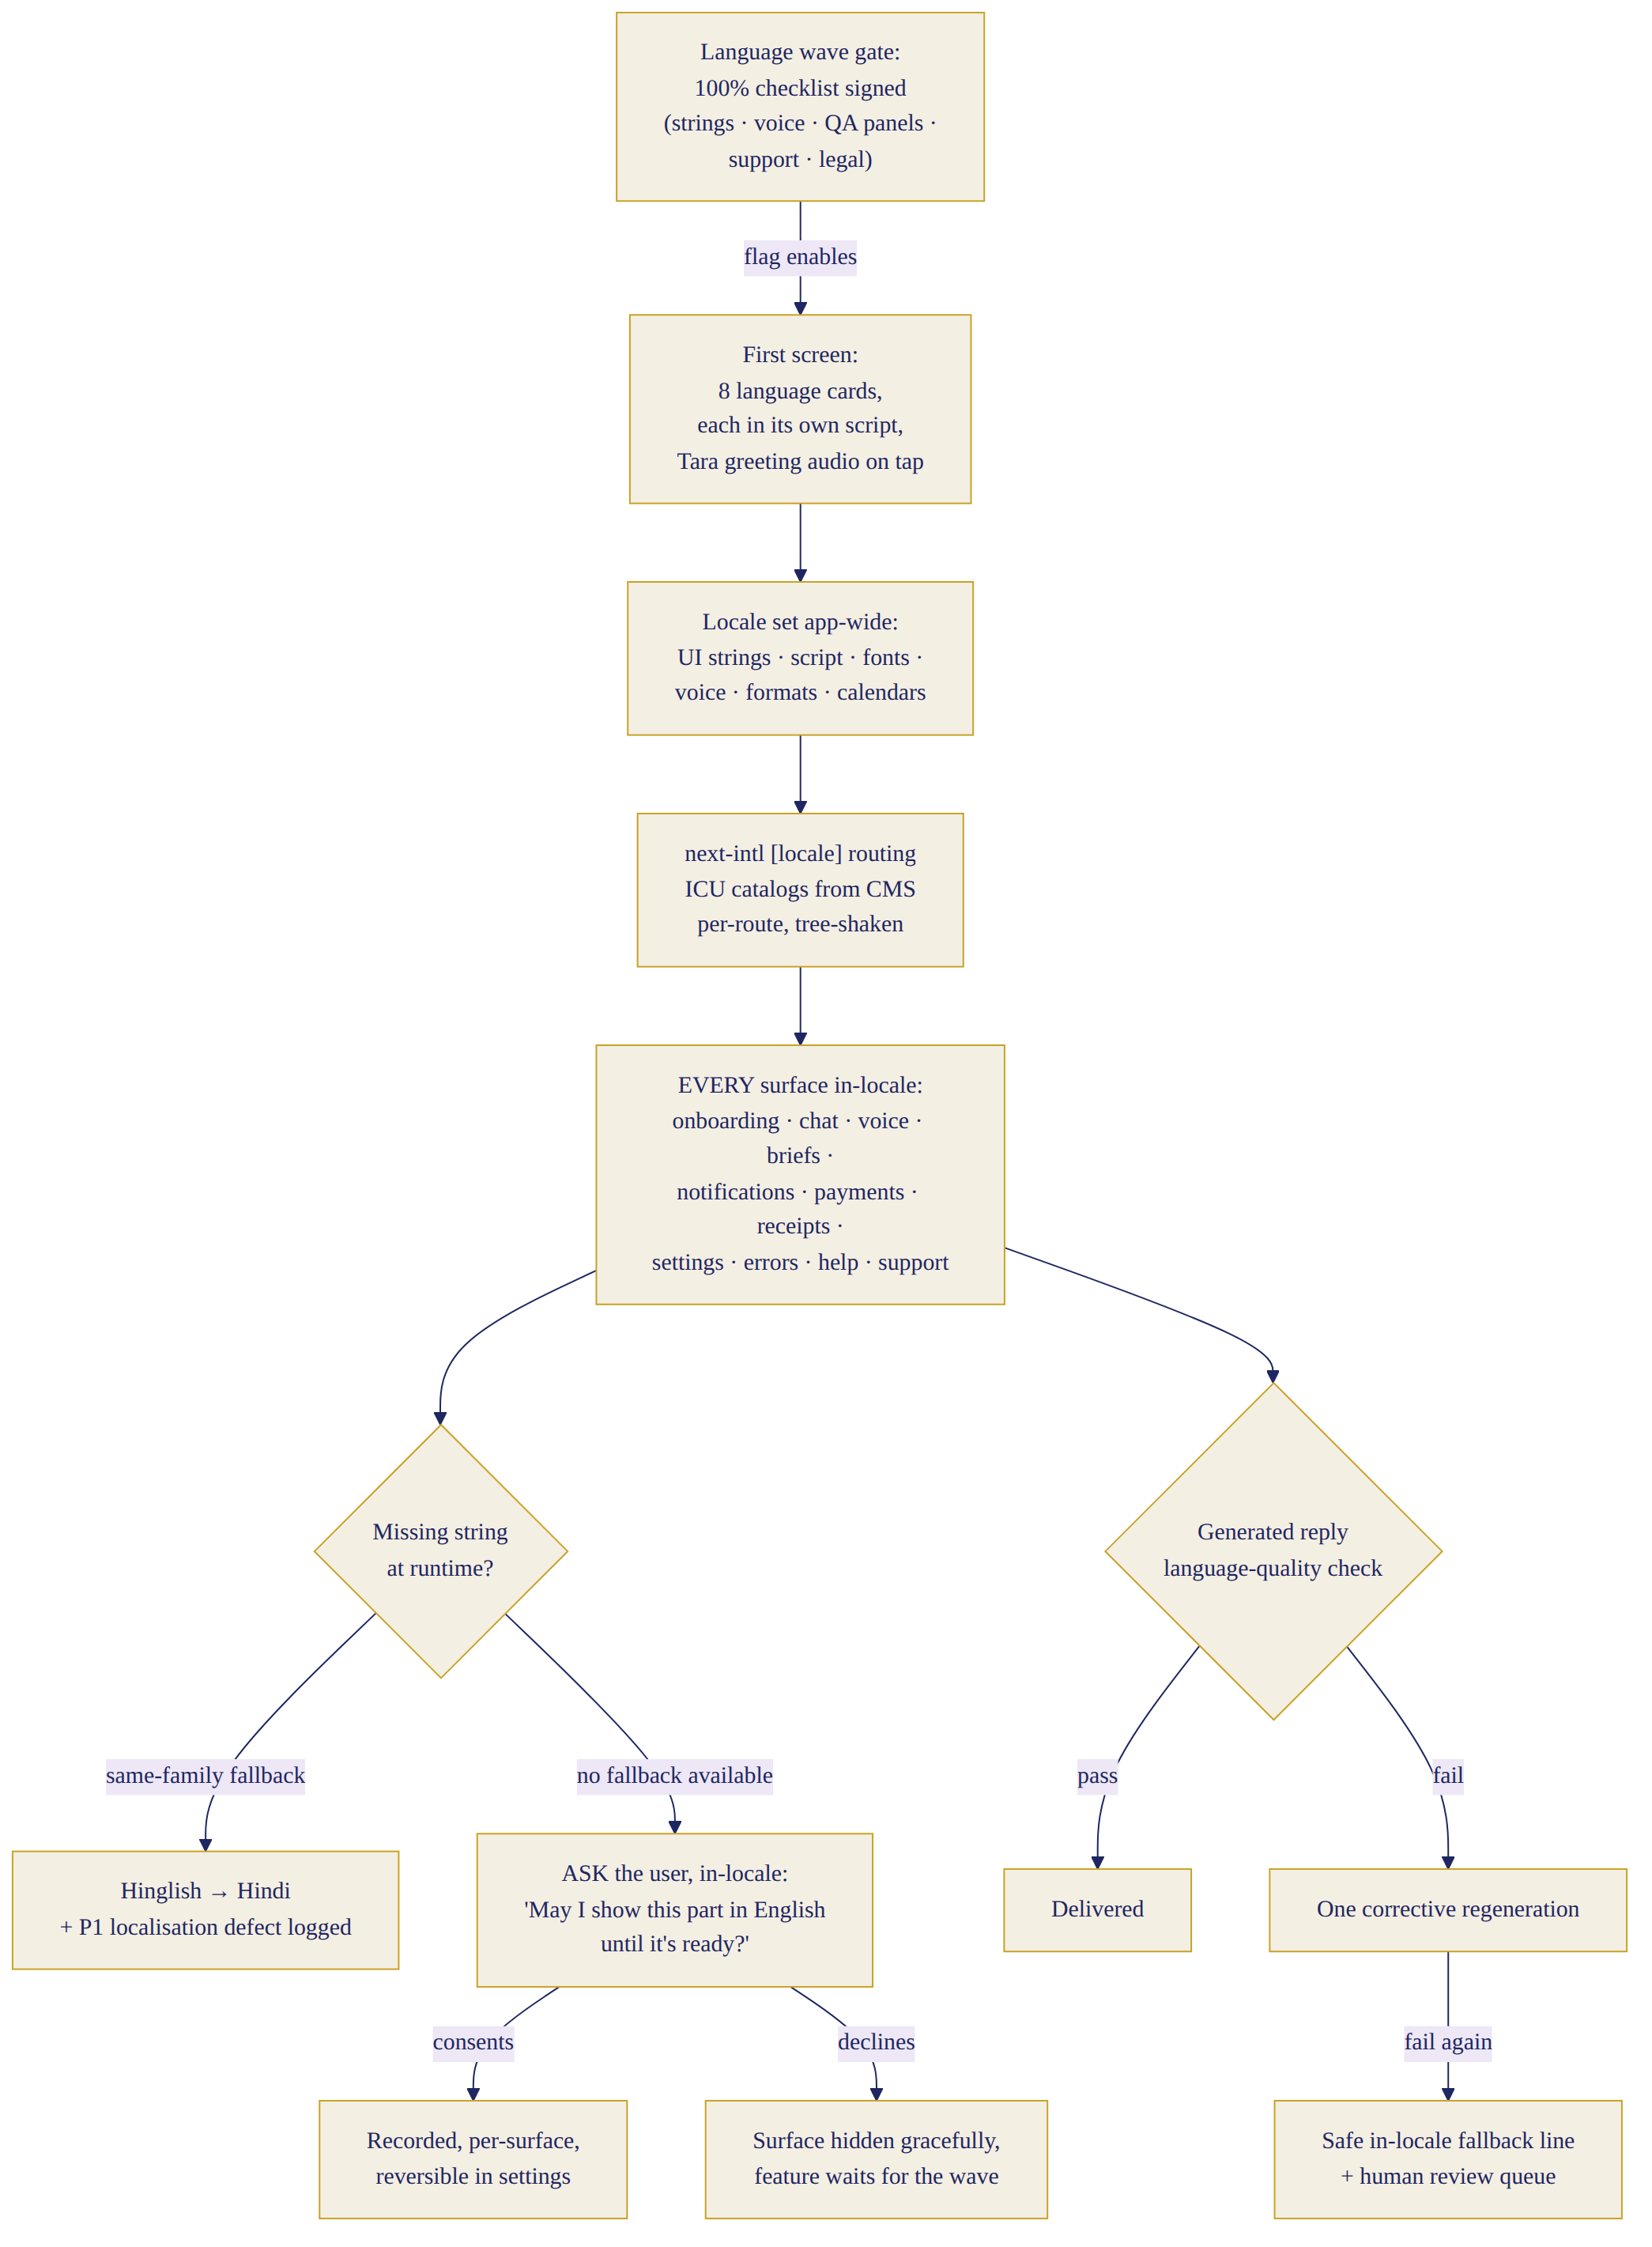 Language wave gate:
100% checklist signed
(strings · voice · QA panels ·
support · legal)
flag enables
First screen:
8 language cards,
each in its own script,
Tara greeting audio on tap
Locale set app-wide:
UI strings · script · fonts ·
voice · formats · calendars
next-intl [locale] routing
ICU catalogs from CMS
per-route, tree-shaken
EVERY surface in-locale:
onboarding · chat · voice ·
briefs ·
notifications · payments ·
receipts ·
settings · errors · help · support
Missing string
at runtime?
Generated reply
language-quality check
same-family fallback
no fallback available
pass
fail
Hinglish → Hindi
+ P1 localisation defect logged
ASK the user, in-locale:
'May I show this part in English
until it's ready?'
Delivered
One corrective regeneration
consents
declines
fail again
Recorded, per-surface,
reversible in settings
Surface hidden gracefully,
feature waits for the wave
Safe in-locale fallback line
+ human review queue